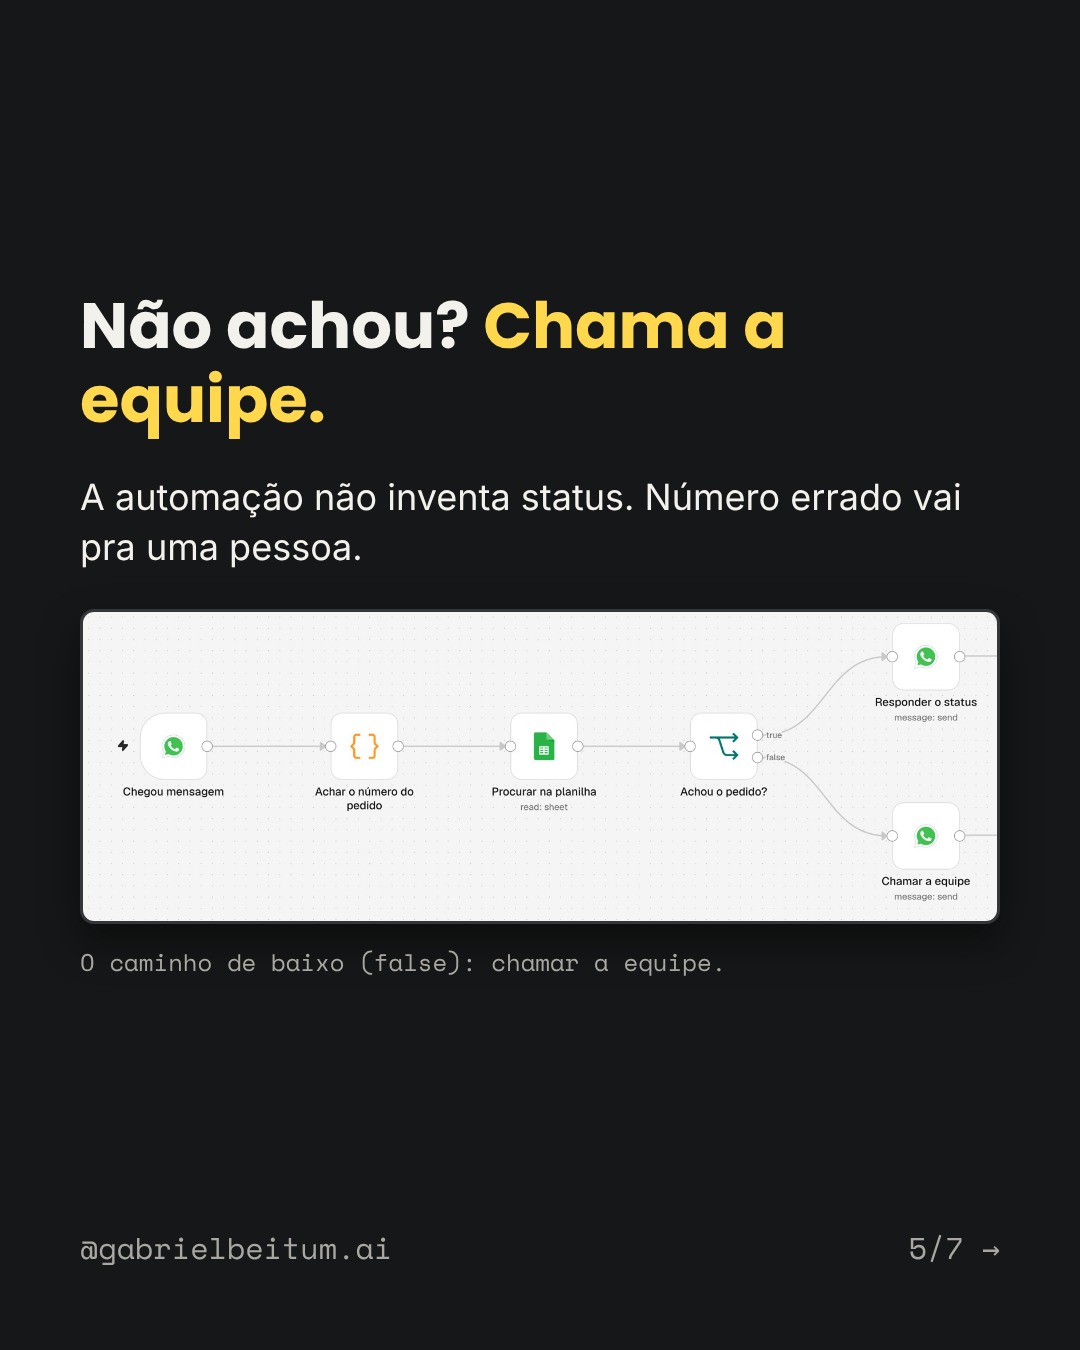 Não achou? Chama a
equipe.
A automação não inventa status. Número errado vai
pra uma pessoa.
Responder o status
message: send
true
false
Chegou mensagem
Achar o número do
pedido
Procurar na planilha
read: sheet
Achou o pedido?
Chamar a equipe
message: send
O caminho de baixo (false): chamar a equipe.
@gabrielbeitum.ai
5/7 →